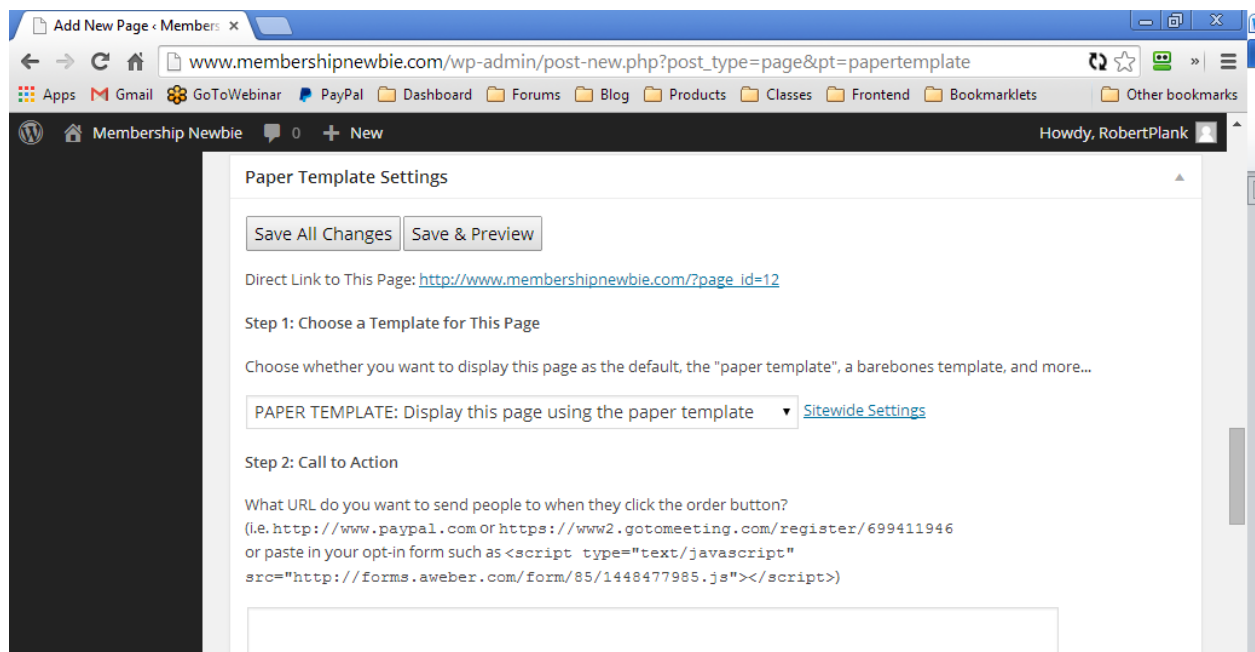 Add New Page ‹ Members
www.membershipnewbie.com/wp-admin/post-new.php?post_type=page&pt=papertemplate
Apps Gmail GoToWebinar PayPal Dashboard Forums Blog Products Classes Frontend Bookmarklets Other bookmarks
Membership Newbie 0 + New Howdy, RobertPlank
Paper Template Settings
Save All Changes Save & Preview
Direct Link to This Page: http://www.membershipnewbie.com/?page_id=12
Step 1: Choose a Template for This Page
Choose whether you want to display this page as the default, the "paper template", a barebones template, and more...
PAPER TEMPLATE: Display this page using the paper template Sitewide Settings
Step 2: Call to Action
What URL do you want to send people to when they click the order button?
(i.e. http://www.paypal.com or https://www2.gotomeeting.com/register/699411946
or paste in your opt-in form such as <script type="text/javascript"
src="http://forms.aweber.com/form/85/1448477985.js"></script>)